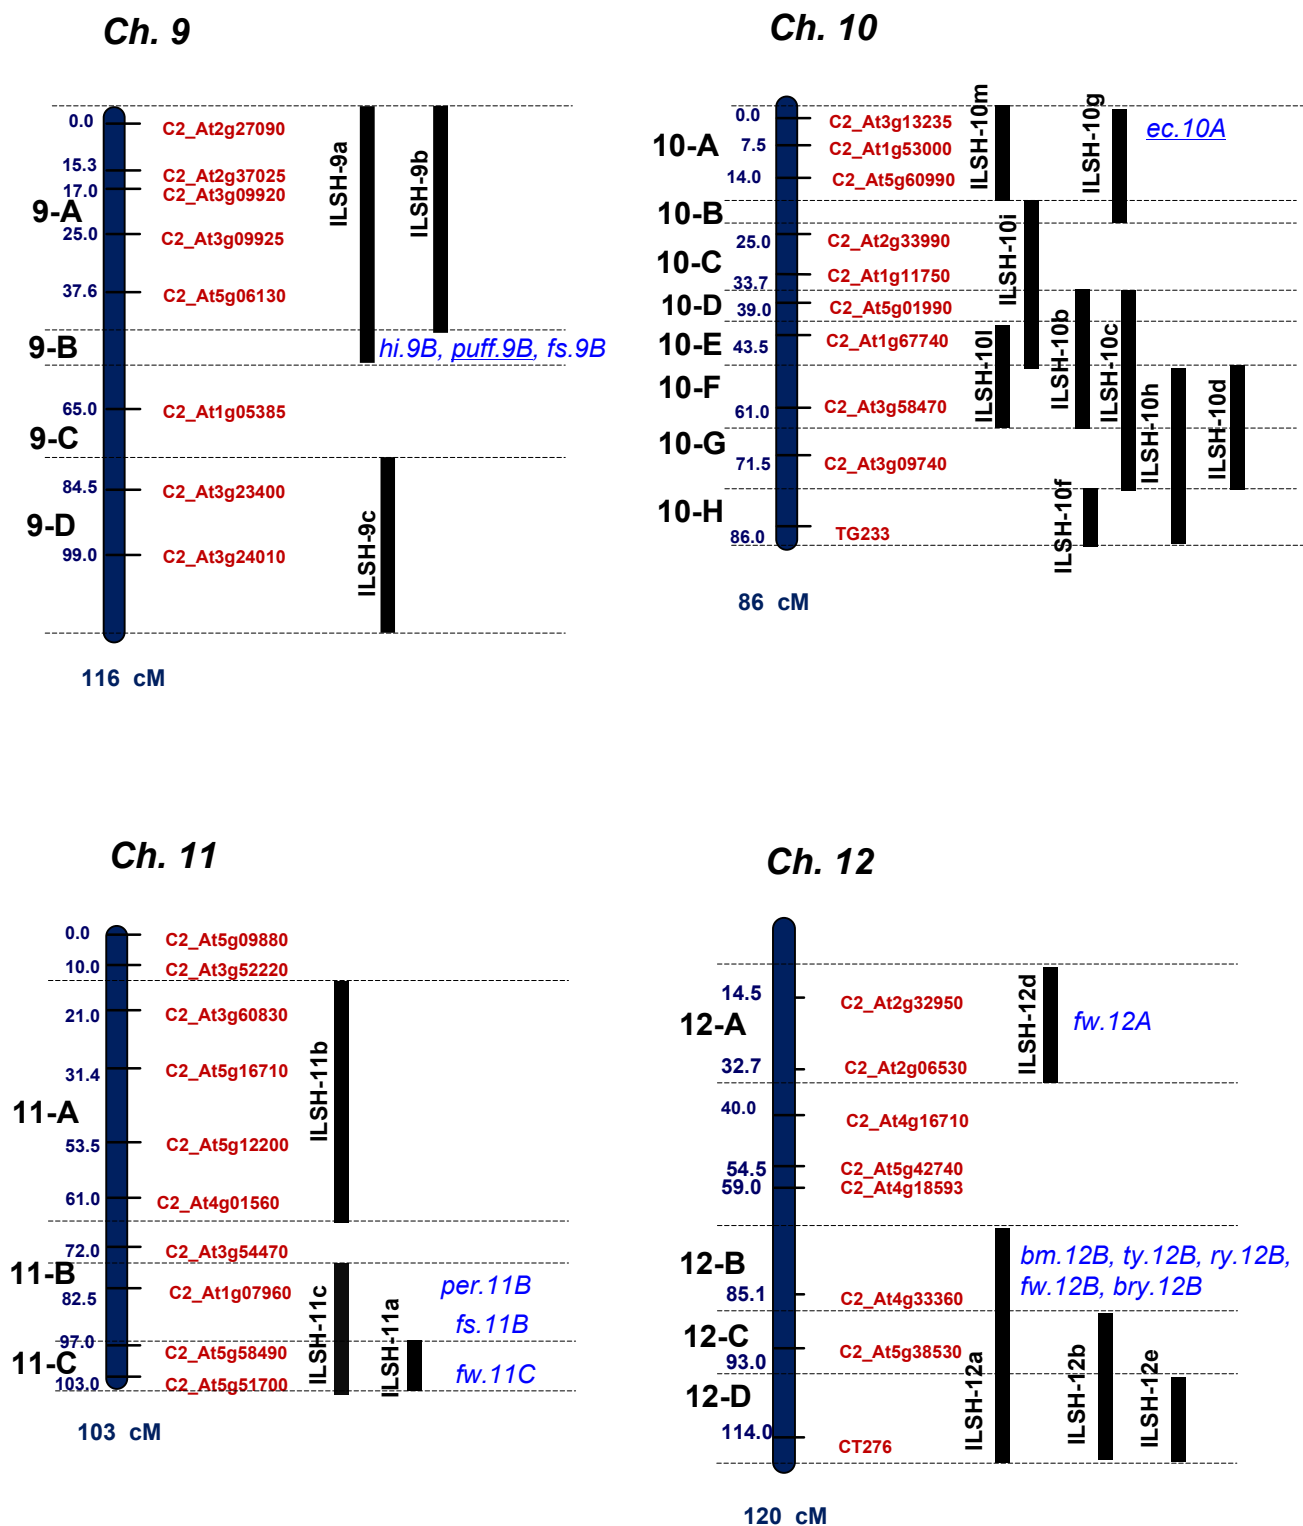 Ch. 9
0.0 C2_At2g27090
15.3 C2_At2g37025
17.0 C2_At3g09920
9-A
25.0 C2_At3g09925
37.6 C2_At5g06130
ILSH-9a
ILSH-9b
9-B
hi.9B, puff.9B, fs.9B
65.0 C2_At1g05385
9-C
84.5 C2_At3g23400
9-D
99.0 C2_At3g24010
ILSH-9c
116 cM
Ch. 10
0.0 C2_At3g13235
10-A
7.5 C2_At1g53000
14.0 C2_At5g60990
ILSH-10m
ILSH-10g
ec.10A
10-B
25.0 C2_At2g33990
10-C
33.7 C2_At1g11750
ILSH-10i
10-D
39.0 C2_At5g01990
10-E
43.5 C2_At1g67740
ILSH-10l
ILSH-10b
ILSH-10c
10-F
61.0 C2_At3g58470
ILSH-10h
ILSH-10d
10-G
71.5 C2_At3g09740
10-H
86.0 TG233
ILSH-10f
86 cM
Ch. 11
0.0 C2_At5g09880
10.0 C2_At3g52220
21.0 C2_At3g60830
31.4 C2_At5g16710
ILSH-11b
11-A
53.5 C2_At5g12200
61.0 C2_At4g01560
72.0 C2_At3g54470
11-B
82.5 C2_At1g07960
ILSH-11c
ILSH-11a
per.11B
fs.11B
97.0 C2_At5g58490
11-C
fw.11C
103.0 C2_At5g51700
103 cM
Ch. 12
14.5 C2_At2g32950
12-A
ILSH-12d
fw.12A
32.7 C2_At2g06530
40.0 C2_At4g16710
54.5 C2_At5g42740
59.0 C2_At4g18593
12-B
bm.12B, ty.12B, ry.12B,
fw.12B, bry.12B
85.1 C2_At4g33360
12-C
93.0 C2_At5g38530
12-D
ILSH-12a
ILSH-12b
ILSH-12e
114.0 CT276
120 cM